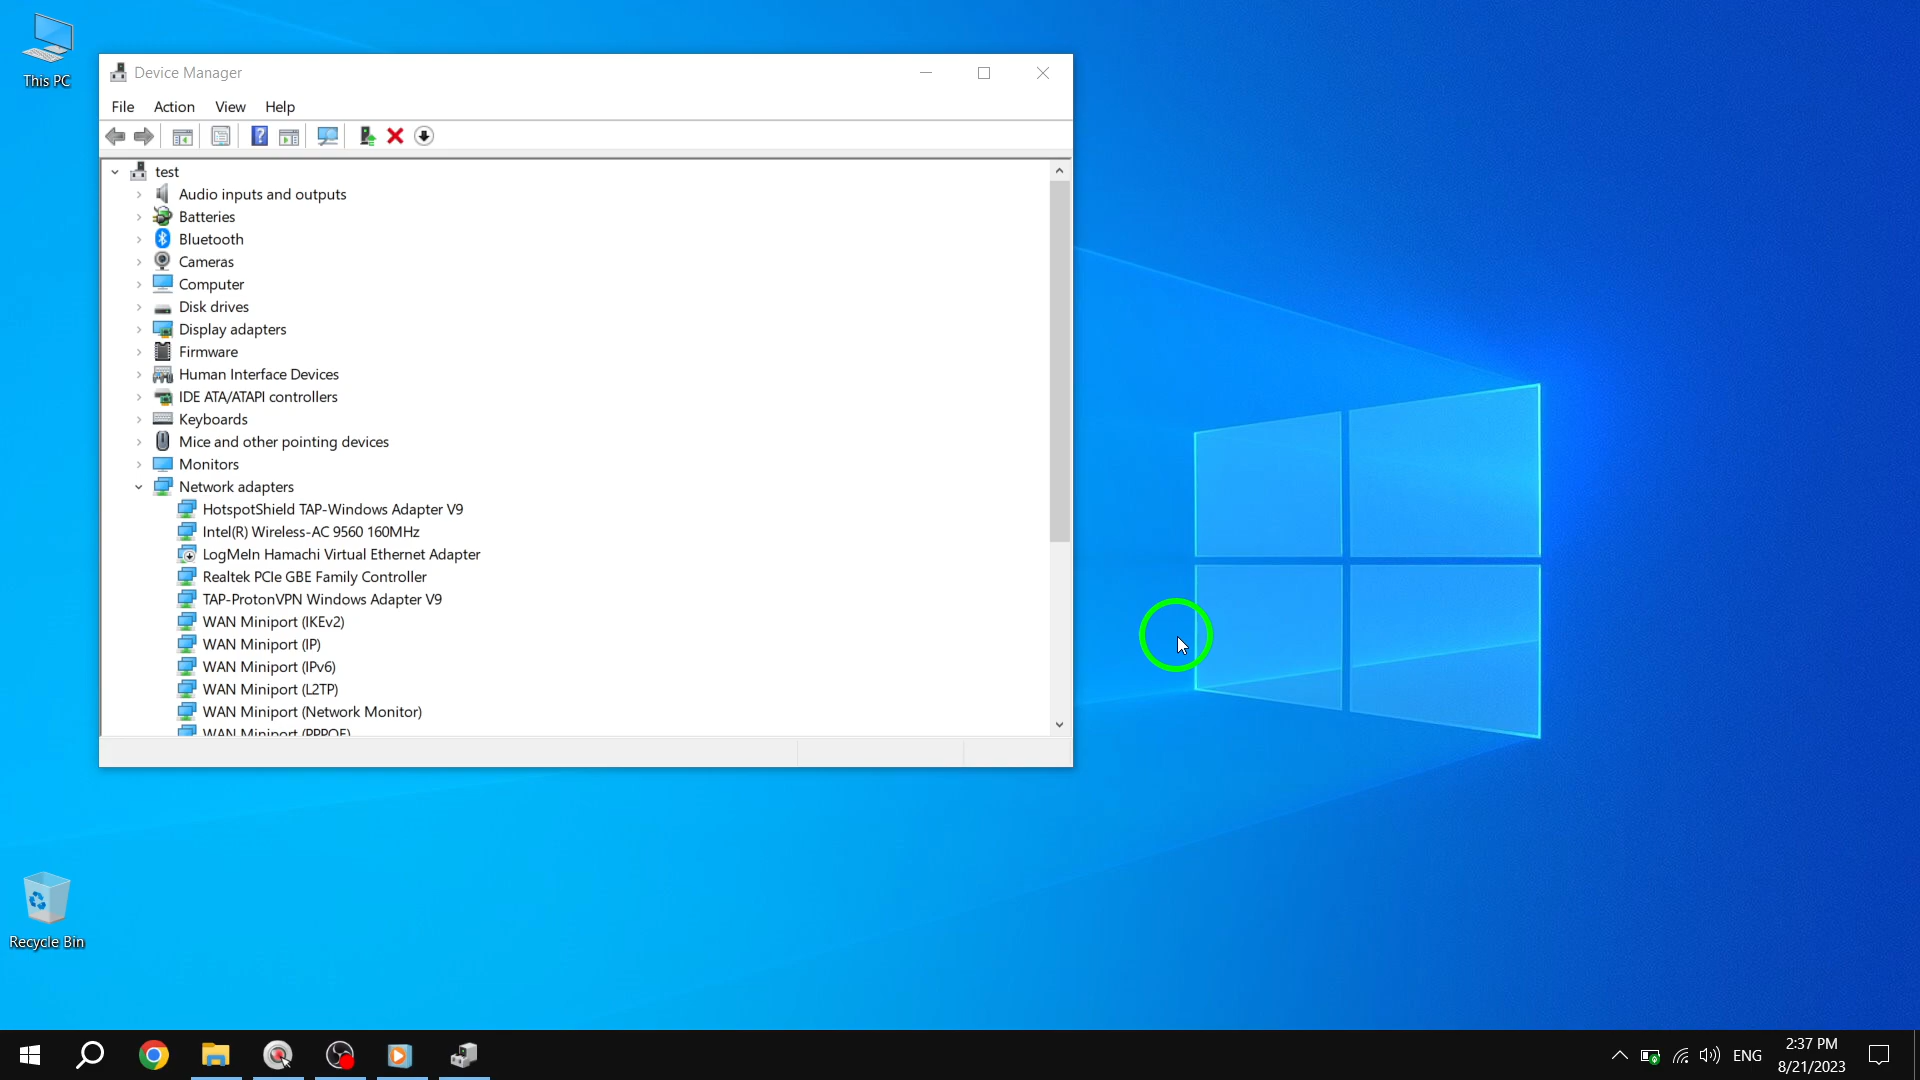 This PC
Device Manager
File Action View Help
test
Audio inputs and outputs
Batteries
Bluetooth
Cameras
Computer
Disk drives
Display adapters
Firmware
Human Interface Devices
IDE ATA/ATAPI controllers
Keyboards
Mice and other pointing devices
Monitors
Network adapters
HotspotShield TAP-Windows Adapter V9
Intel(R) Wireless-AC 9560 160MHz
LogMeIn Hamachi Virtual Ethernet Adapter
Realtek PCIe GBE Family Controller
TAP-ProtonVPN Windows Adapter V9
WAN Miniport (IKEv2)
WAN Miniport (IP)
WAN Miniport (IPv6)
WAN Miniport (L2TP)
WAN Miniport (Network Monitor)
WAN Miniport (PPPOE)
Recycle Bin
ENG
2:37 PM
8/21/2023